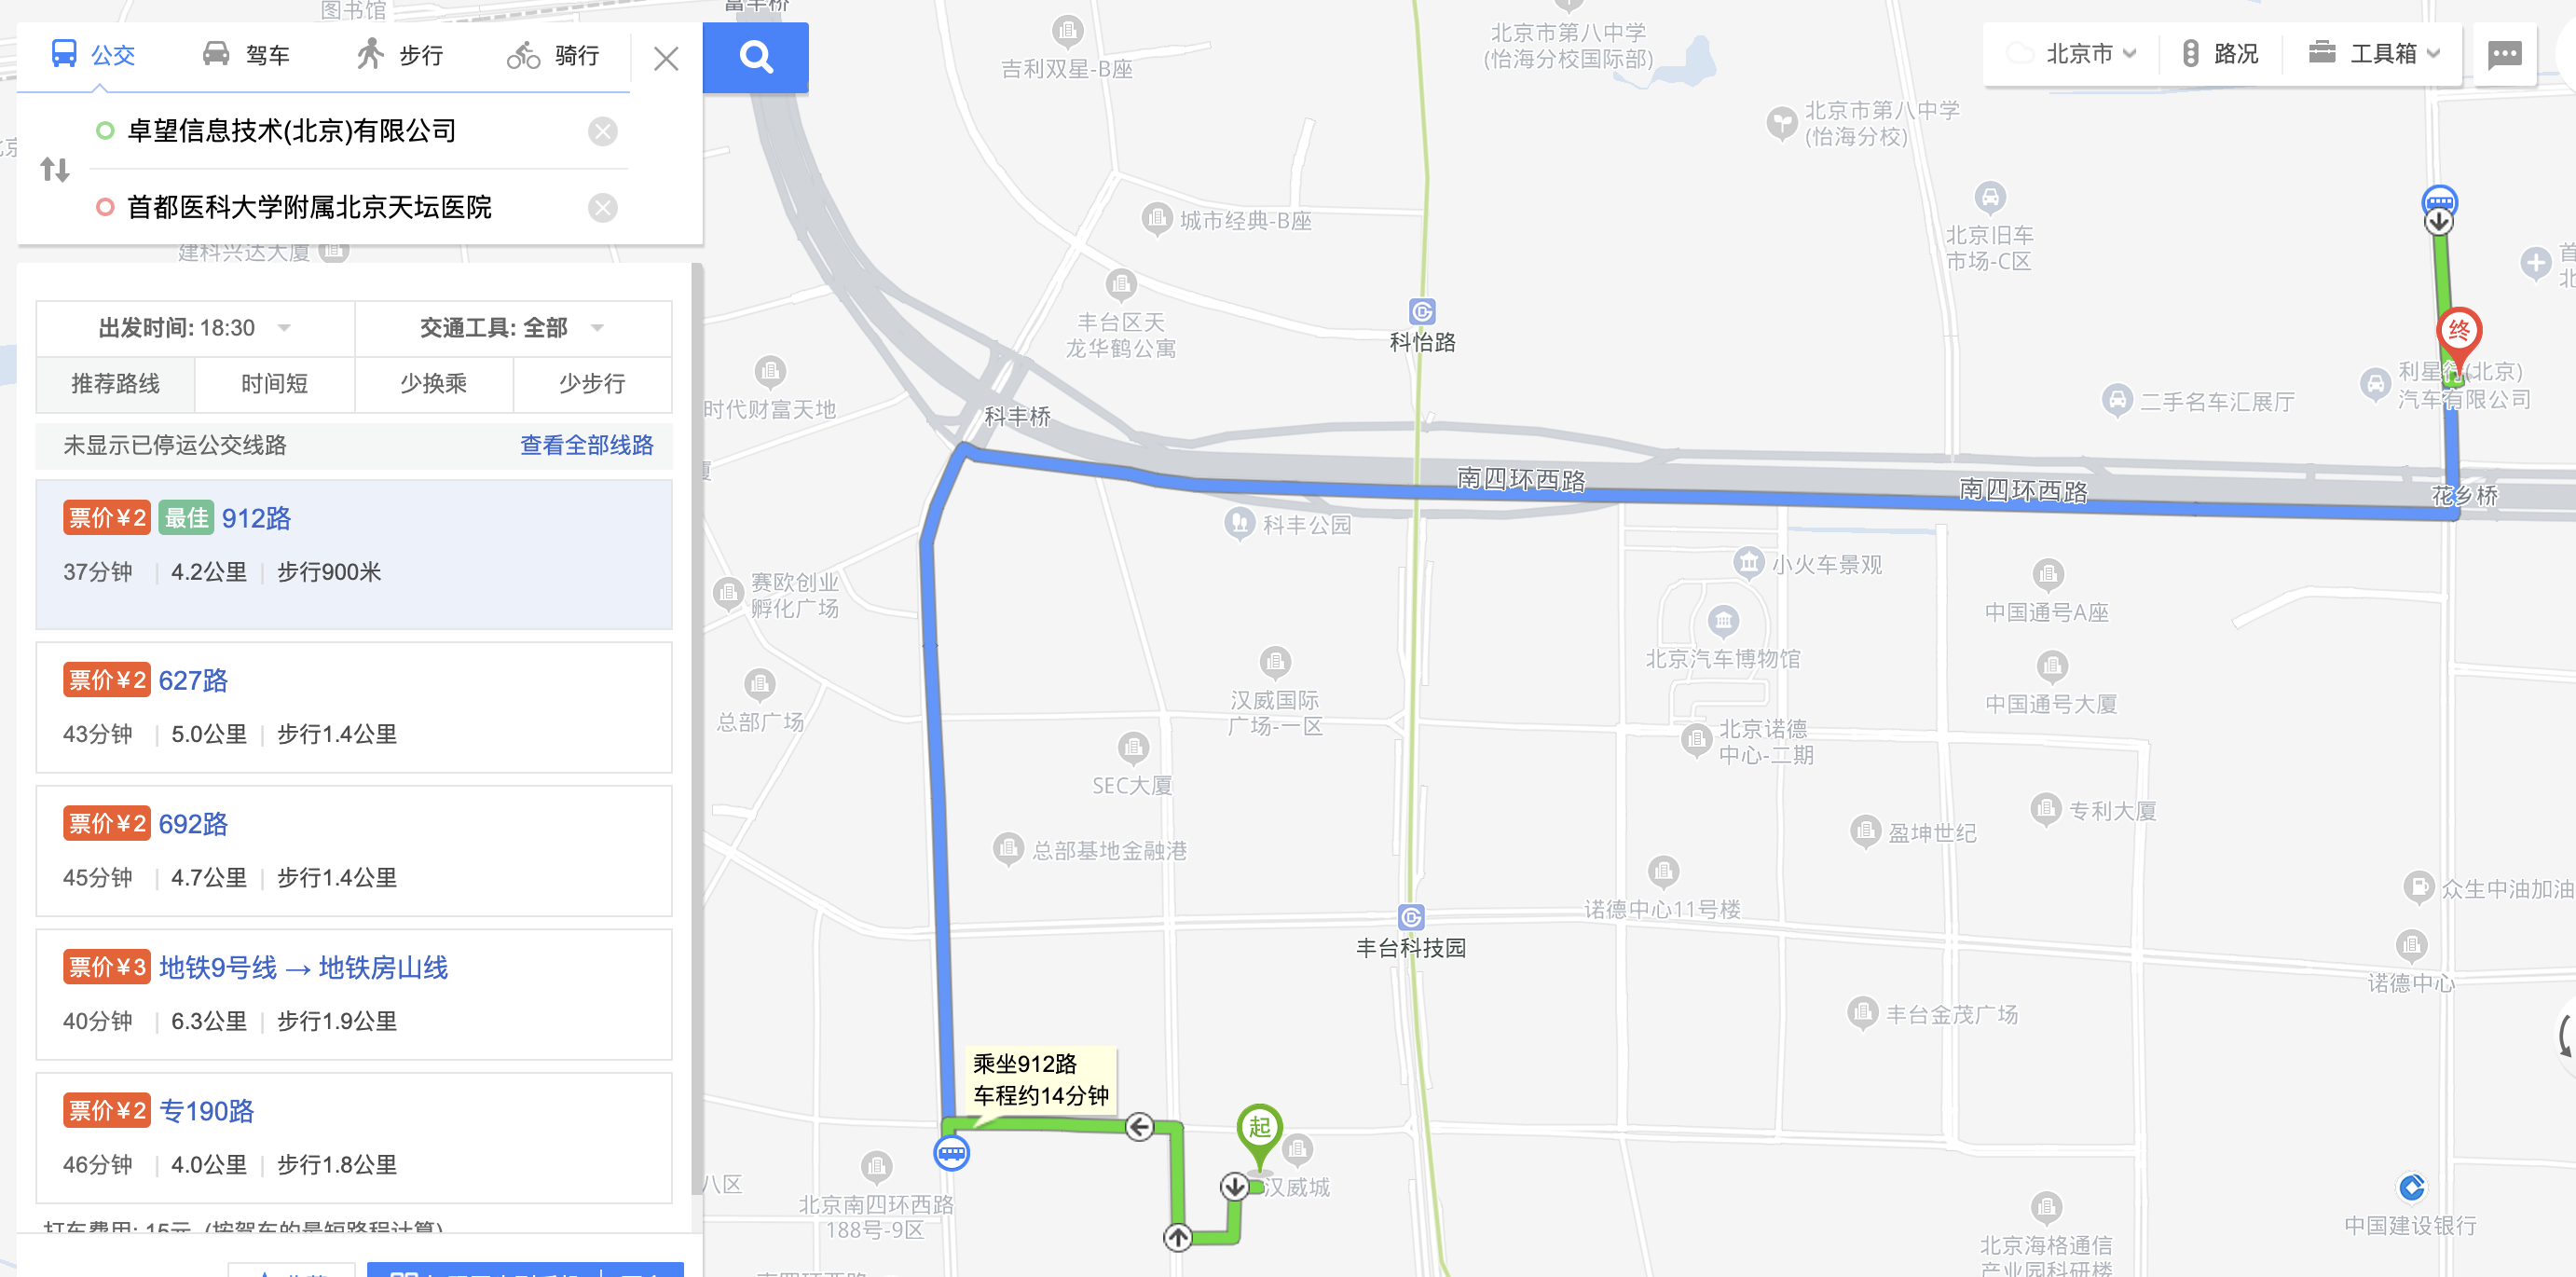 公交
驾车
步行
骑行
卓望信息技术(北京)有限公司
首都医科大学附属北京天坛医院
出发时间: 18:30
交通工具: 全部
推荐路线
时间短
少换乘
少步行
未显示已停运公交线路
查看全部线路
票价¥2 最佳 912路
37分钟 | 4.2公里 | 步行900米
票价¥2 627路
43分钟 | 5.0公里 | 步行1.4公里
票价¥2 692路
45分钟 | 4.7公里 | 步行1.4公里
票价¥3 地铁9号线 → 地铁房山线
40分钟 | 6.3公里 | 步行1.9公里
票价¥2 专190路
46分钟 | 4.0公里 | 步行1.8公里
打车费用: 15元 (按驾车的最短路程计算)
北京市
路况
工具箱
图书馆
建科兴达大厦
吉利双星-B座
北京市第八中学
(怡海分校国际部)
北京市第八中学
(怡海分校)
城市经典-B座
北京旧车
市场-C区
丰台区天
龙华鹤公寓
科怡路
时代财富天地
科丰桥
二手名车汇展厅
终
汽车有限公司
南四环西路
南四环西路
花乡桥
科丰公园
小火车景观
赛欧创业
孵化广场
中国通号A座
北京汽车博物馆
汉威国际
广场-一区
总部广场
中国通号大厦
北京诺德
中心-二期
SEC大厦
专利大厦
盈坤世纪
总部基地金融港
众生中油加油
诺德中心11号楼
丰台科技园
诺德中心
丰台金茂广场
乘坐912路
车程约14分钟
起
汉威城
八区
北京南四环西路
188号-9区
中国建设银行
北京海格通信
产业园科研楼